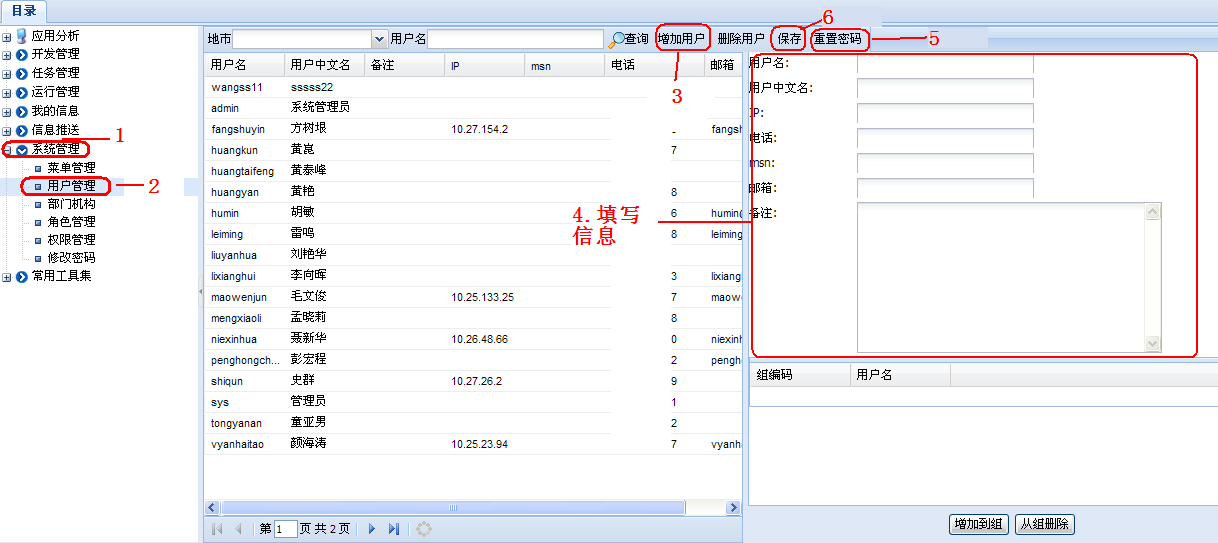 目录
应用分析
开发管理
任务管理
运行管理
我的信息
信息推送
1
系统管理
菜单管理
用户管理
2
部门机构
角色管理
权限管理
修改密码
常用工具集
地市 用户名 查询 增加用户 删除用户 保存 重置密码
6
5
3
用户名 用户中文名 备注 IP msn 电话 邮箱
wangss11 sssss22
admin 系统管理员
fangshuyin 方树垠 10.27.154.2 - fangsh
huangkun 黄崑 7
huangtaifeng 黄泰峰
huangyan 黄艳 8
humin 胡敏 6 humin@
leiming 雷鸣 8 leiming
liuyanhua 刘艳华
lixianghui 李向晖 3 lixiang
maowenjun 毛文俊 10.25.133.25 7 maow
mengxiaoli 孟晓莉 8
niexinhua 聂新华 10.26.48.66 0 niexinh
penghongch... 彭宏程 2 pengh
shiqun 史群 10.27.26.2 9
sys 管理员 1
tongyanan 童亚男 2
vyanhaitao 颜海涛 10.25.23.94 7 vyanh
第 1 页 共 2 页
4.填写
信息
用户名:
用户中文名:
IP:
电话:
msn:
邮箱:
备注:
组编码 用户名
增加到组 从组删除